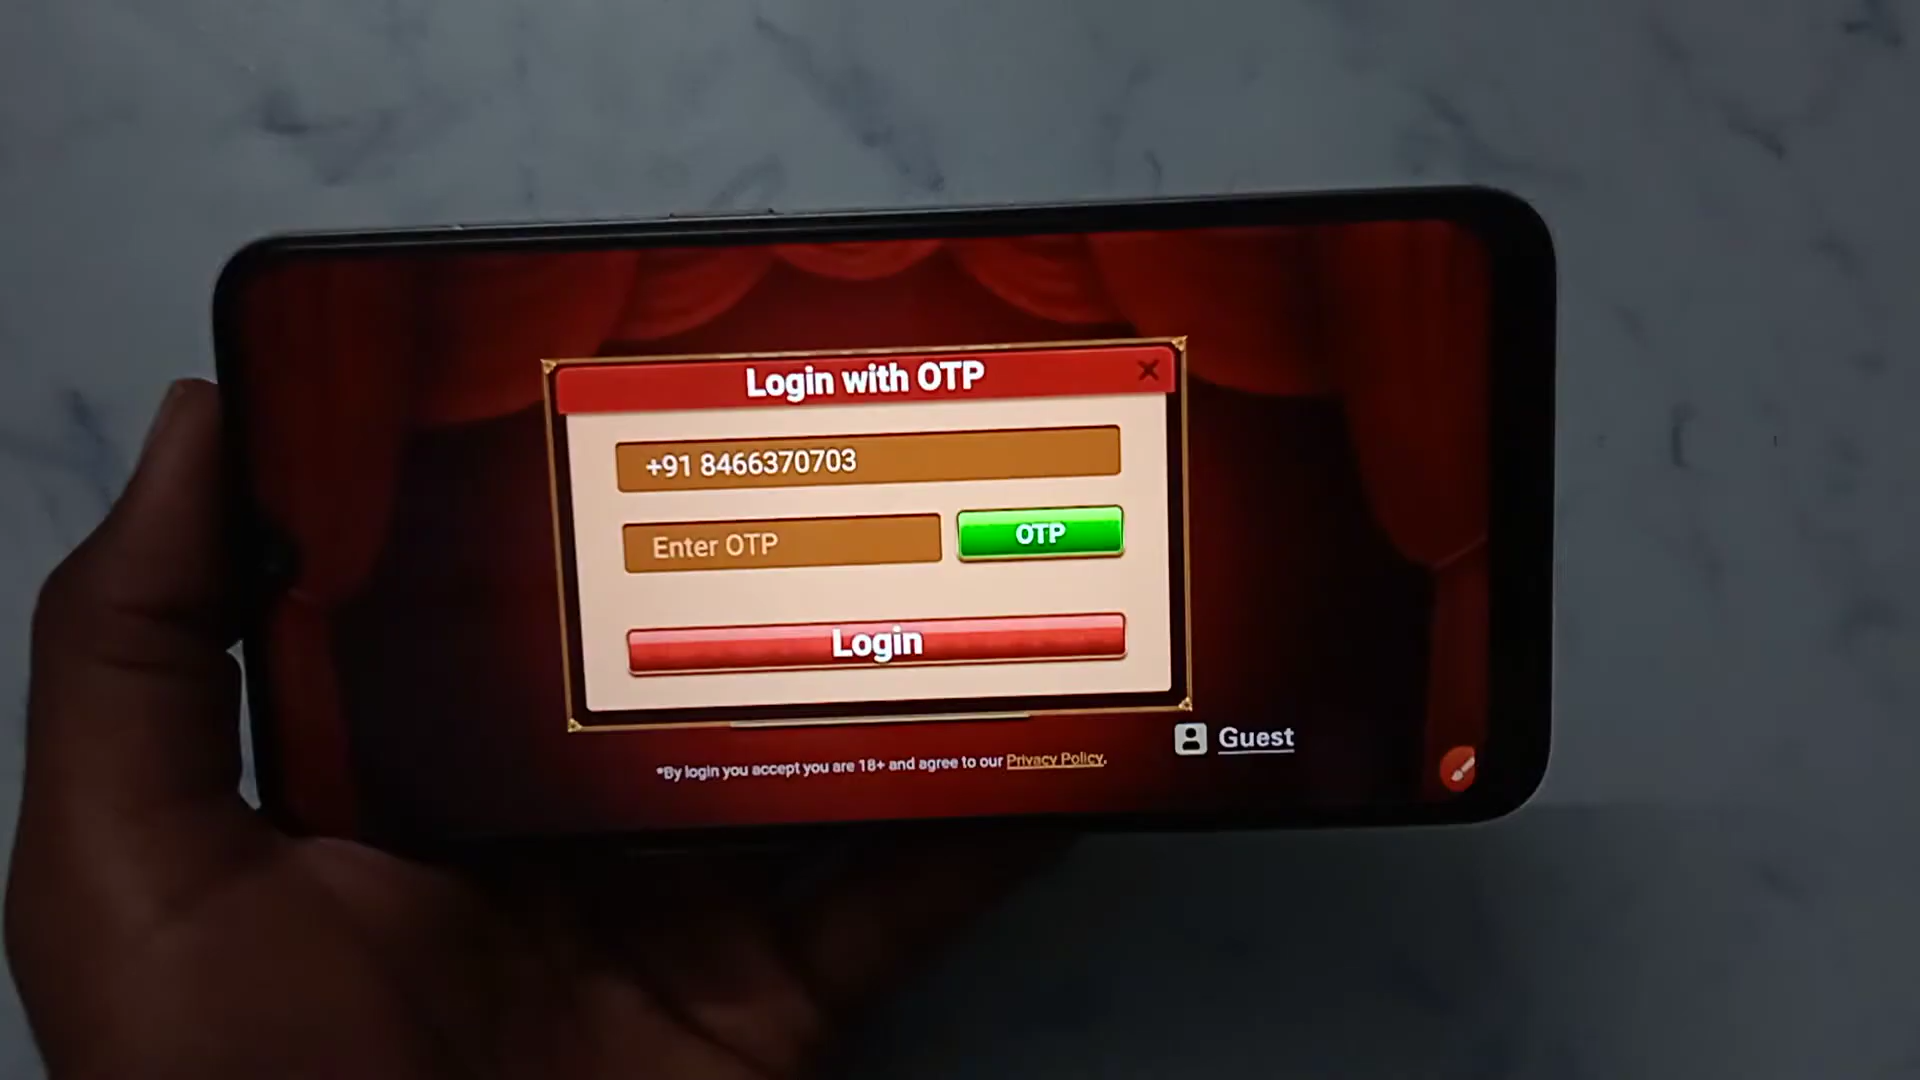 Login with OTP
+91 8466370703
Enter OTP
OTP
Login
Guest
*By login you accept you are 18+ and agree to our Privacy Policy.